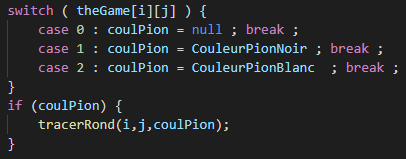 switch ( theGame[i][j] ) {
    case 0 : coulPion = null ; break ;
    case 1 : coulPion = CouleurPionNoir ; break ;
    case 2 : coulPion = CouleurPionBlanc  ; break ;
}
if (coulPion) {
    tracerRond(i,j,coulPion);
}